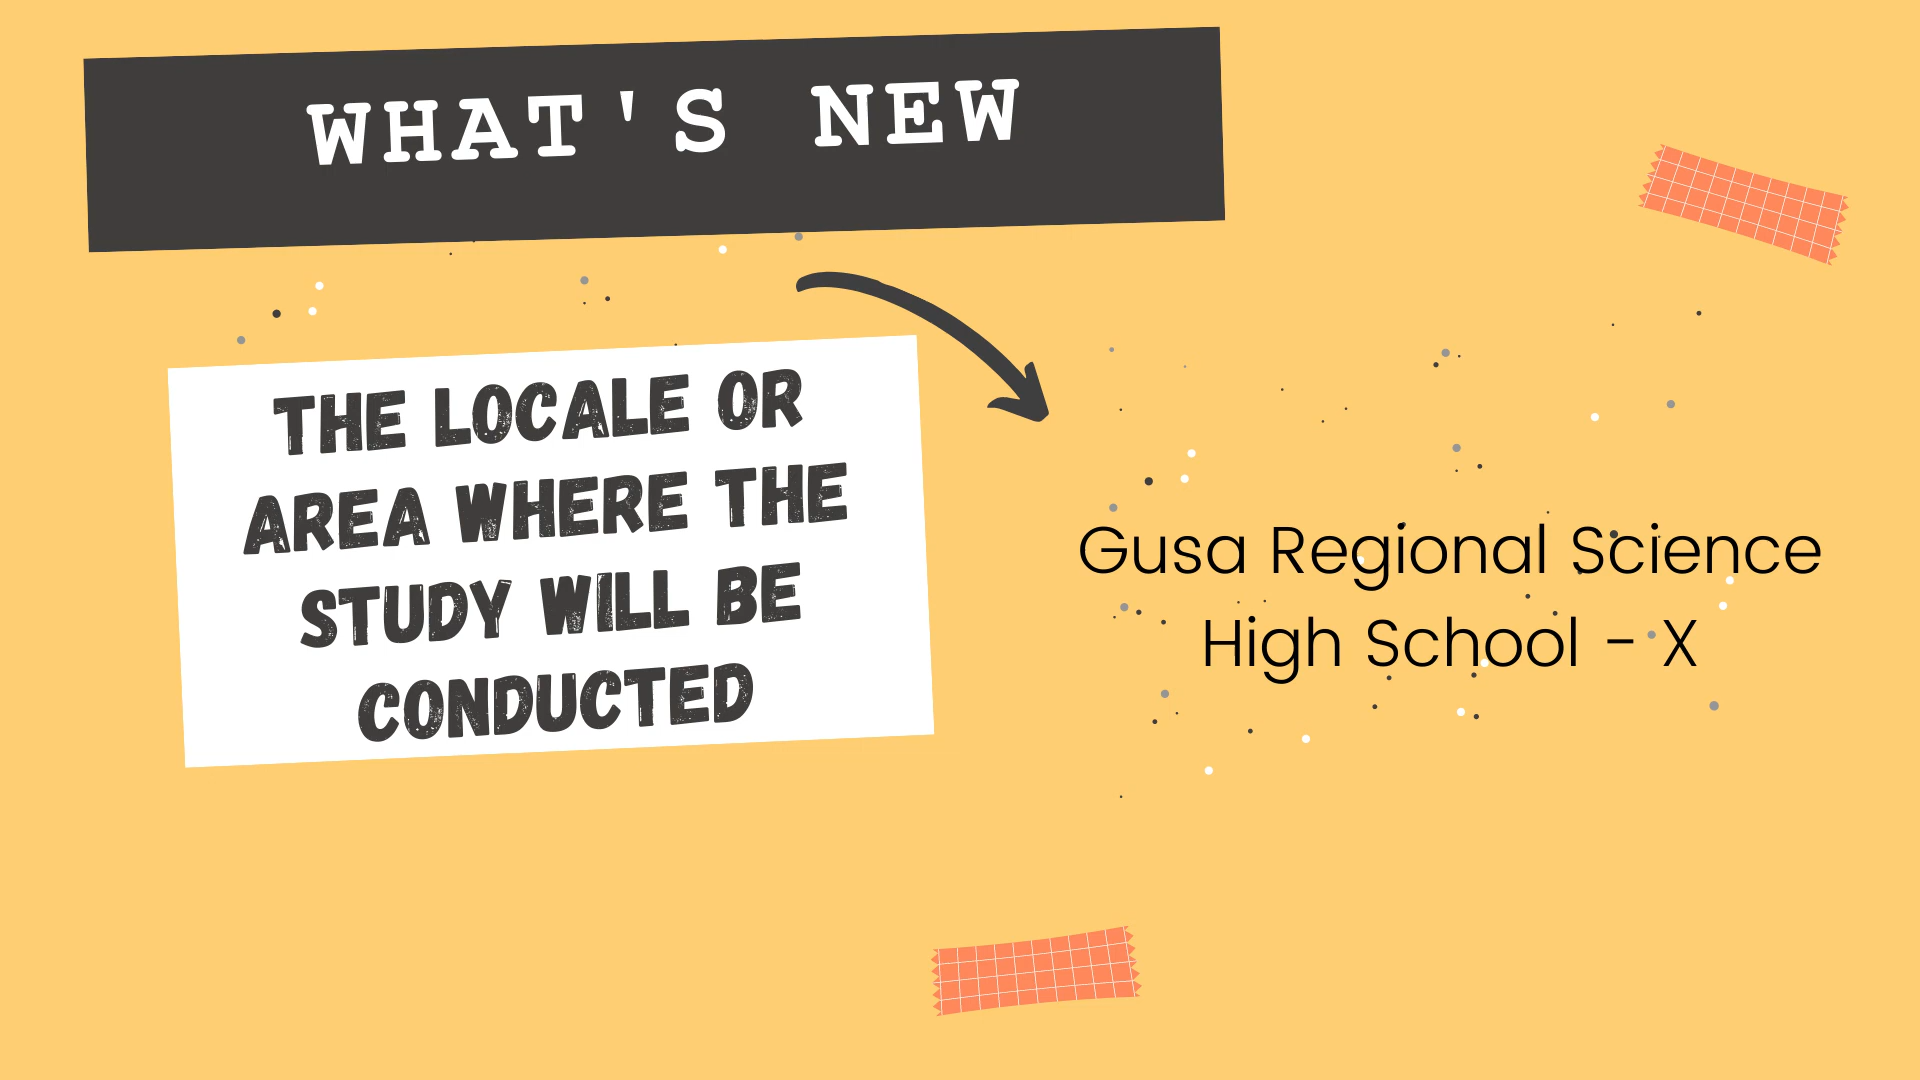 WHAT'S NEW
THE LOCALE OR
AREA WHERE THE
STUDY WILL BE
CONDUCTED
Gusa Regional Science
High School - X